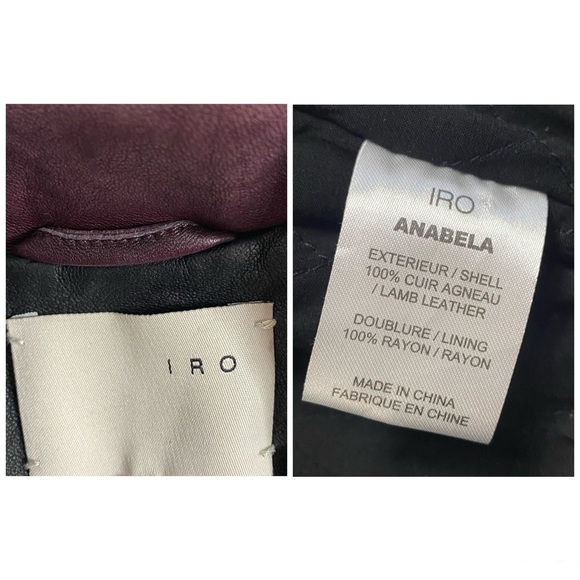 IRO
IRO
ANABELA
EXTERIEUR / SHELL
100% CUIR AGNEAU
/ LAMB LEATHER
DOUBLURE / LINING
100% RAYON / RAYON
MADE IN CHINA
FABRIQUE EN CHINE